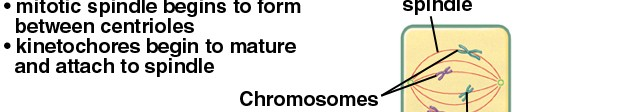 spindle
• mitotic spindle begins to form
between centrioles
• kinetochores begin to mature
and attach to spindle
Chromosomes